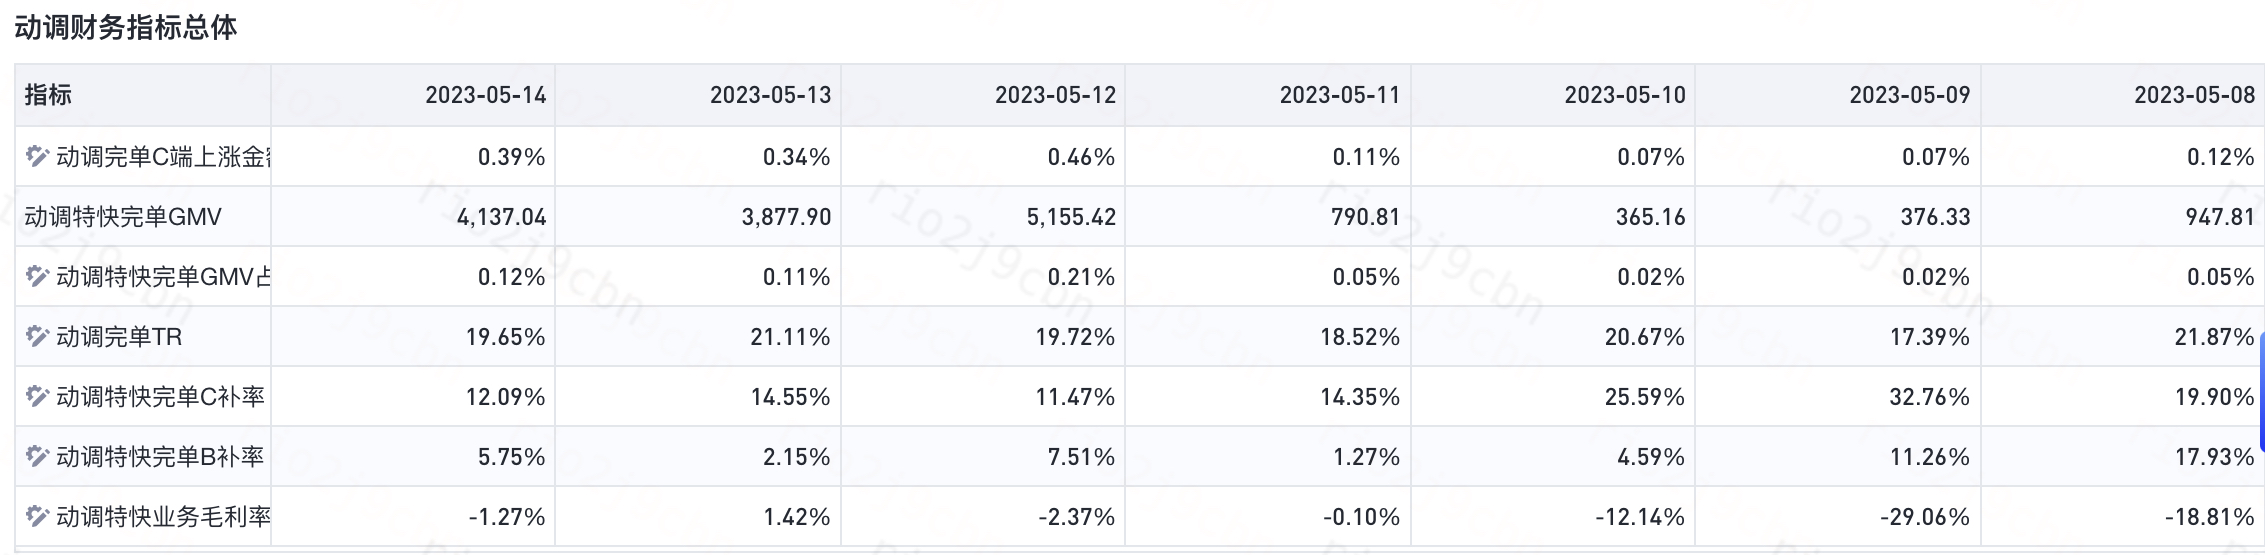 动调财务指标总体
指标 2023-05-14 2023-05-13 2023-05-12 2023-05-11 2023-05-10 2023-05-09 2023-05-08
动调完单C端上涨金 0.39% 0.34% 0.46% 0.11% 0.07% 0.07% 0.12%
动调特快完单GMV 4,137.04 3,877.90 5,155.42 790.81 365.16 376.33 947.81
动调特快完单GMV占 0.12% 0.11% 0.21% 0.05% 0.02% 0.02% 0.05%
动调完单TR 19.65% 21.11% 19.72% 18.52% 20.67% 17.39% 21.87%
动调特快完单C补率 12.09% 14.55% 11.47% 14.35% 25.59% 32.76% 19.90%
动调特快完单B补率 5.75% 2.15% 7.51% 1.27% 4.59% 11.26% 17.93%
动调特快业务毛利率 -1.27% 1.42% -2.37% -0.10% -12.14% -29.06% -18.81%
rio2j9cbn
rio2j9cbn
rio2j9cbn
rio2j9cbn